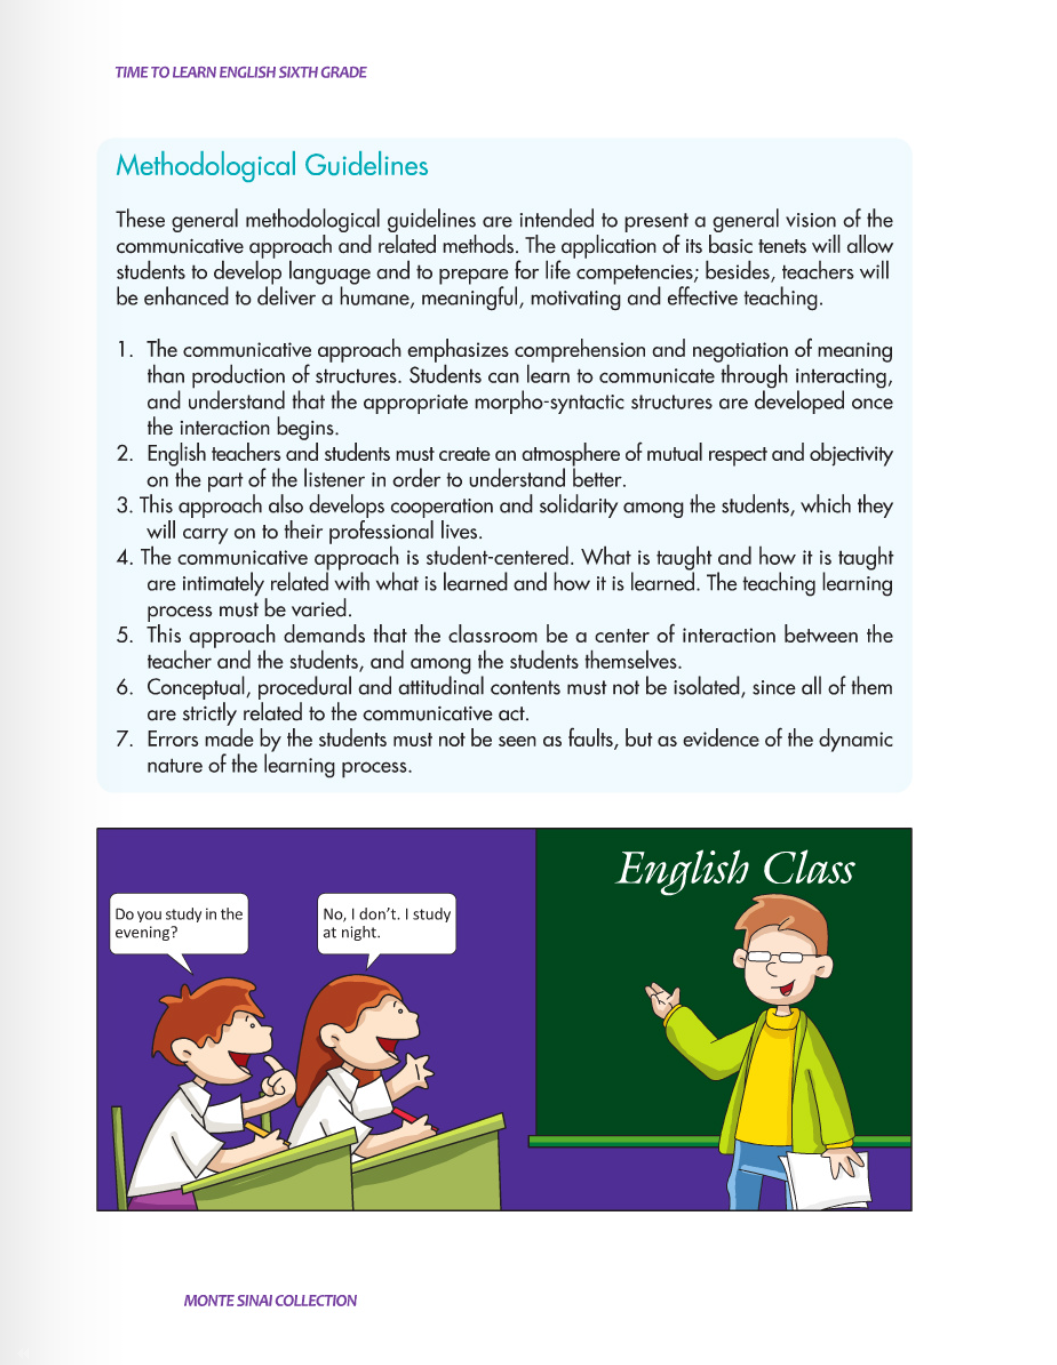 TIME TO LEARN ENGLISH SIXTH GRADE
Methodological Guidelines
These general methodological guidelines are intended to present a general vision of the
communicative approach and related methods. The application of its basic tenets will allow
students to develop language and to prepare for life competencies; besides, teachers will
be enhanced to deliver a humane, meaningful, motivating and effective teaching.
1. The communicative approach emphasizes comprehension and negotiation of meaning
than production of structures. Students can learn to communicate through interacting,
and understand that the appropriate morpho-syntactic structures are developed once
the interaction begins.
2. English teachers and students must create an atmosphere of mutual respect and objectivity
on the part of the listener in order to understand better.
3. This approach also develops cooperation and solidarity among the students, which they
will carry on to their professional lives.
4. The communicative approach is student-centered. What is taught and how it is taught
are intimately related with what is learned and how it is learned. The teaching learning
process must be varied.
5. This approach demands that the classroom be a center of interaction between the
teacher and the students, and among the students themselves.
6. Conceptual, procedural and attitudinal contents must not be isolated, since all of them
are strictly related to the communicative act.
7. Errors made by the students must not be seen as faults, but as evidence of the dynamic
nature of the learning process.
English Class
Do you study in the
evening?
No, I don't. I study
at night.
MONTE SINAI COLLECTION